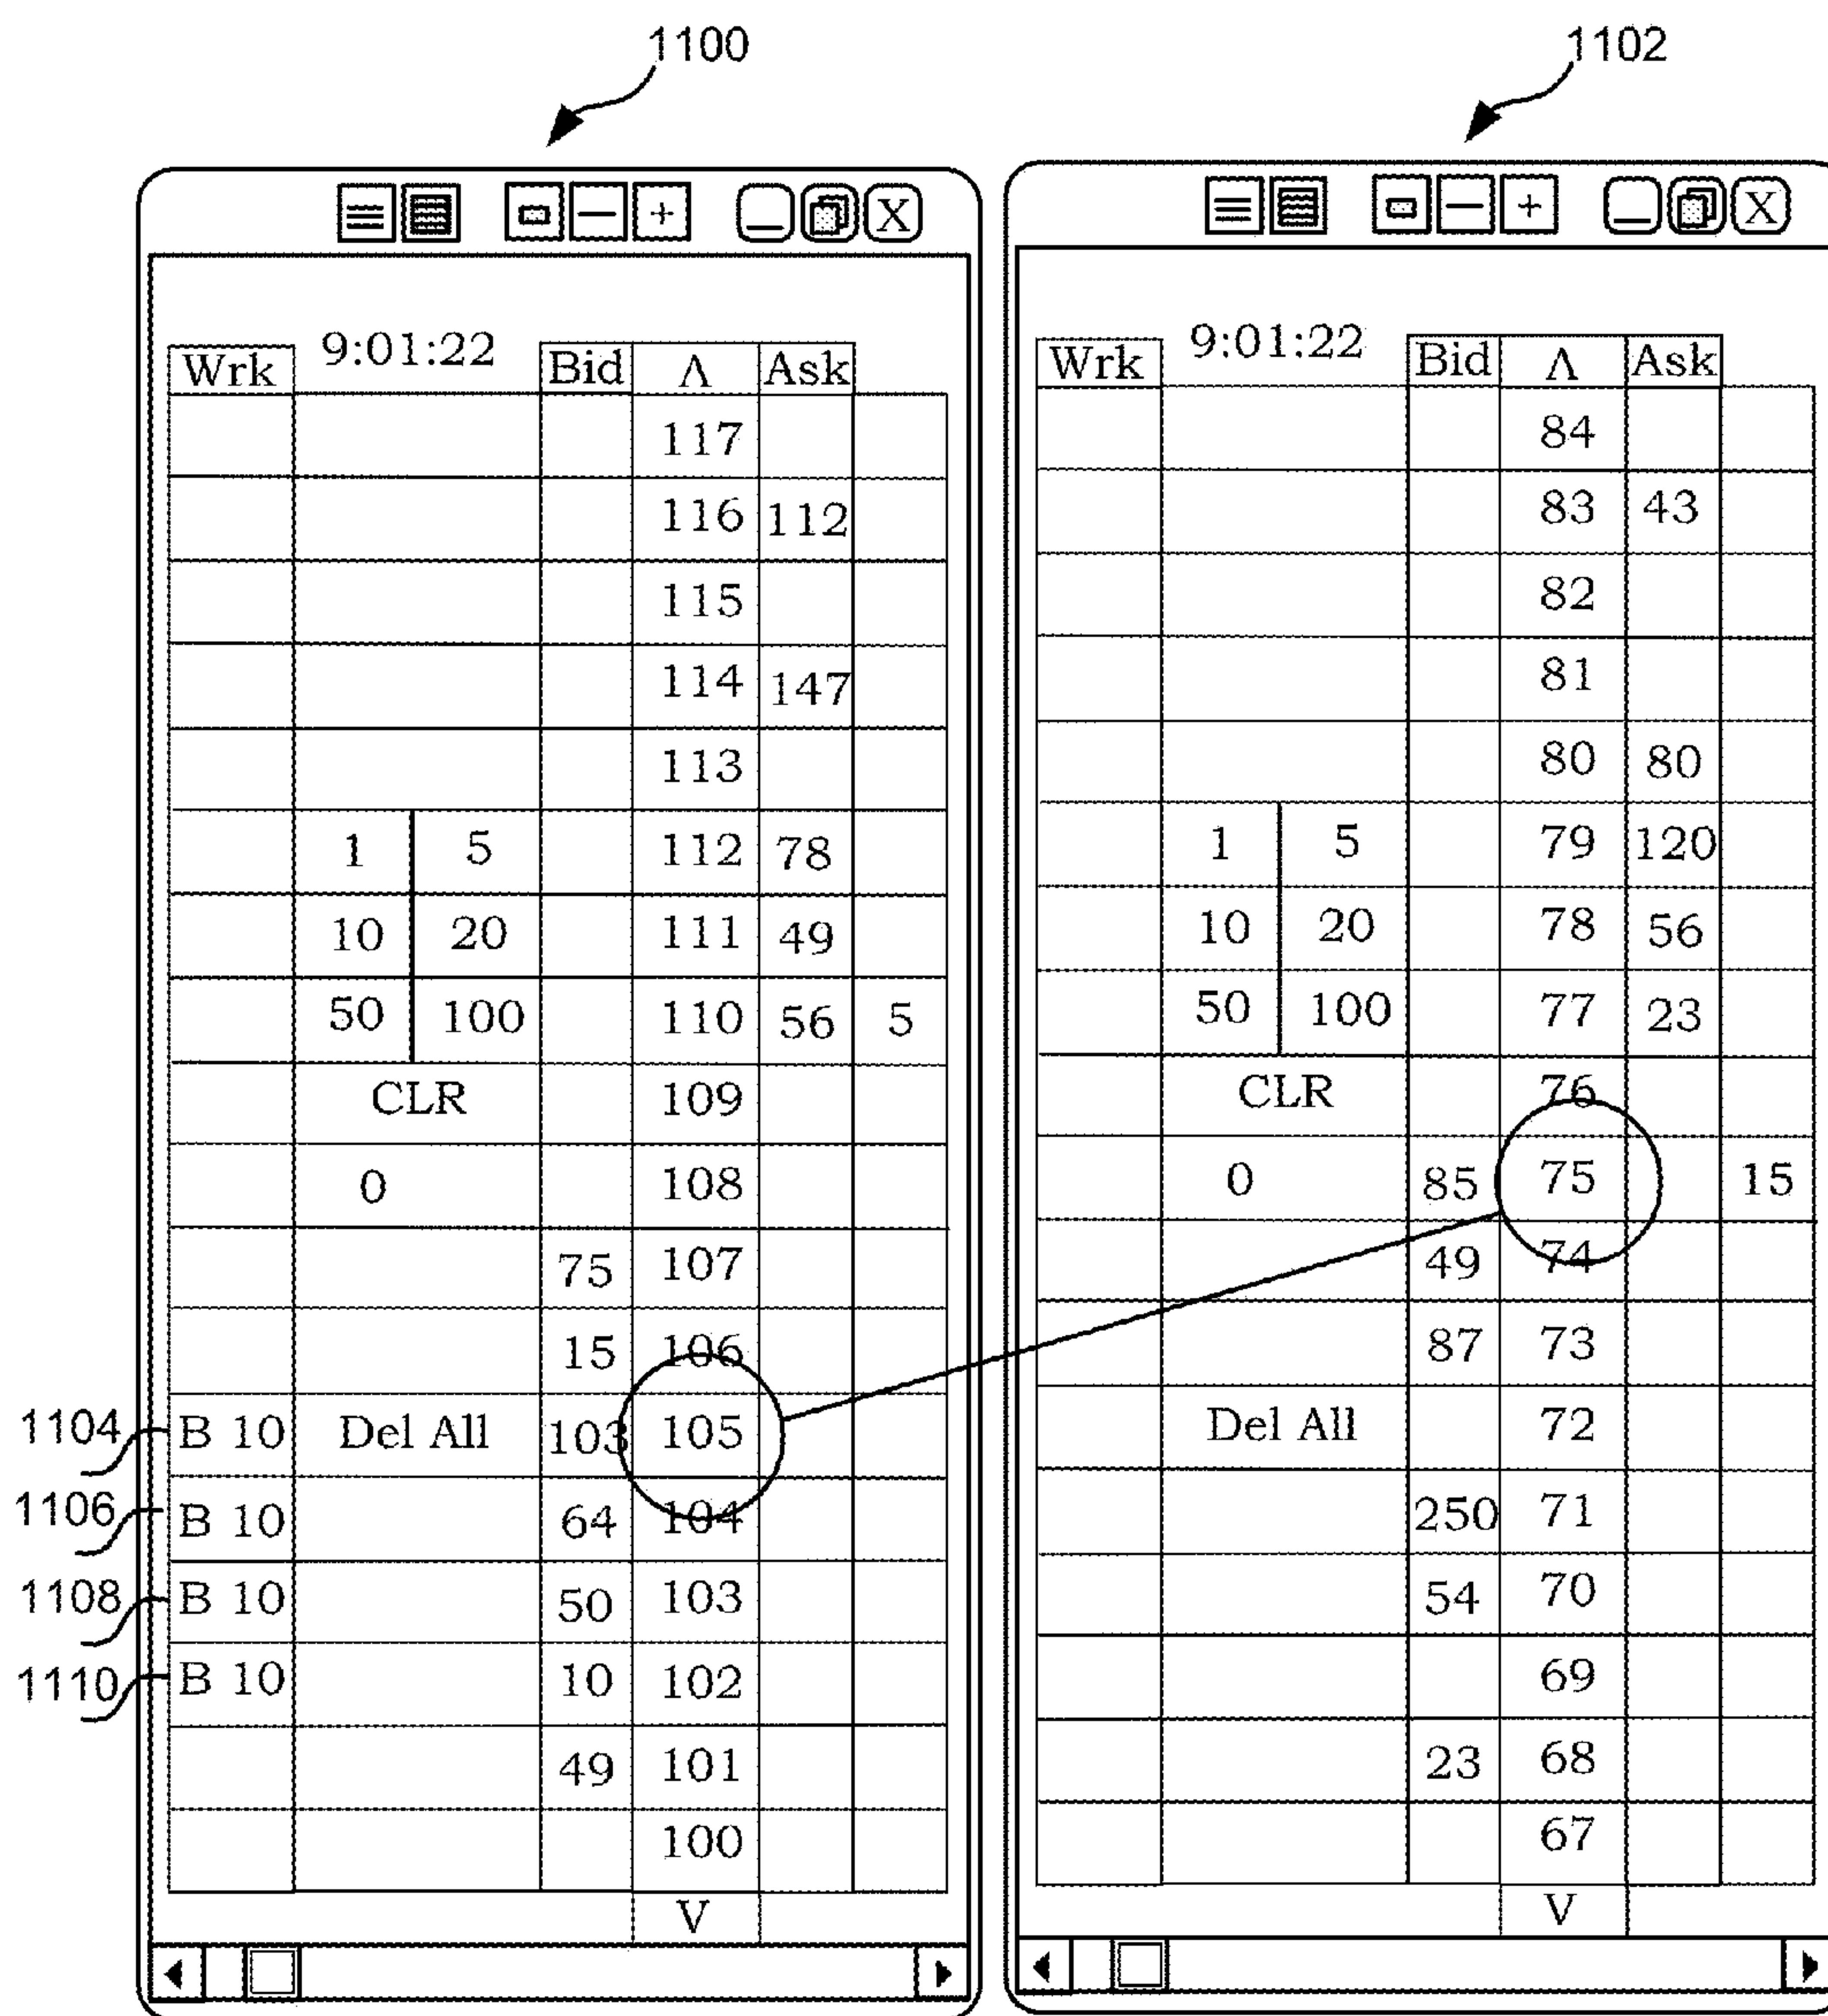 1100
1102
X
X
Wrk 9:01:22 Bid Λ Ask
117
116 112
115
114 147
113
1 5 112 78
10 20 111 49
50 100 110 56 5
CLR 109
0 108
75 107
15 106
1104 B 10 Del All 103 105
1106 B 10 64 104
1108 B 10 50 103
1110 B 10 10 102
49 101
100
V
Wrk 9:01:22 Bid Λ Ask
84
83 43
82
81
80 80
1 5 79 120
10 20 78 56
50 100 77 23
CLR 76
0 85 75 15
49 74
87 73
Del All 72
250 71
54 70
69
23 68
67
V